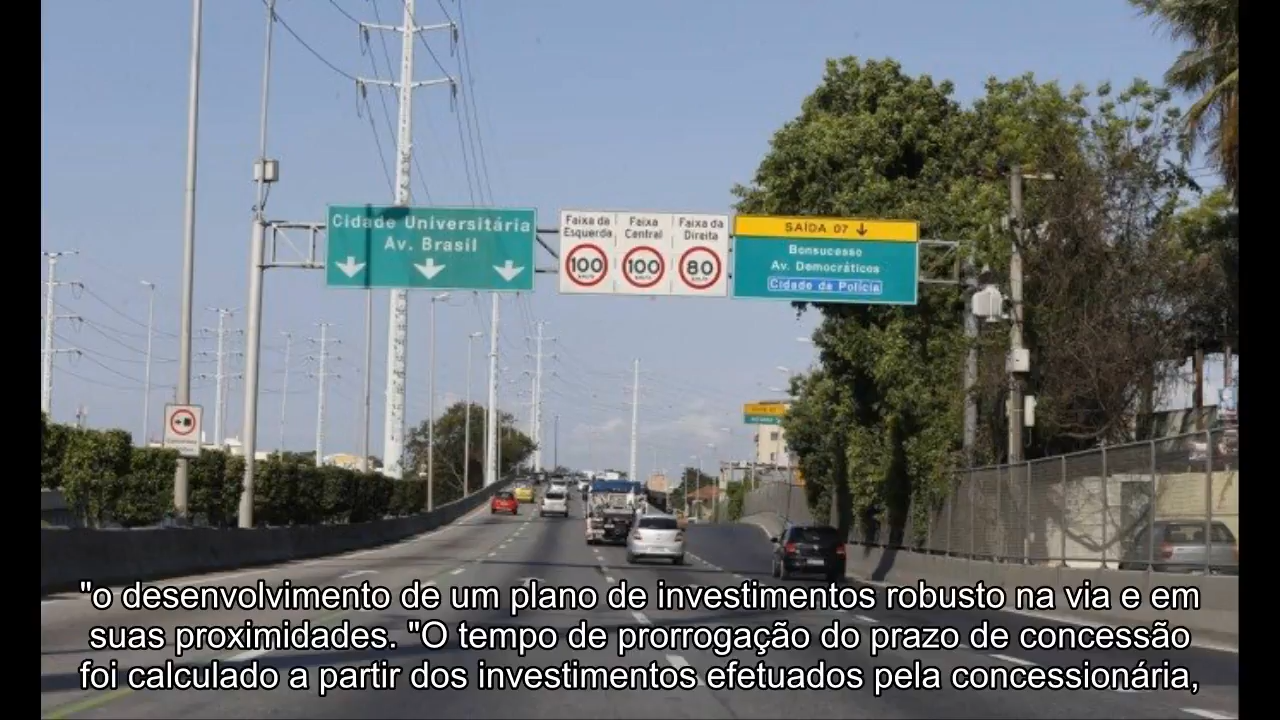 Cidade Universitária
Av. Brasil
Faixa da
Esquerda
100
Faixa
Central
100
Faixa da
Direita
80
SAÍDA 07
Bonsucesso
Av. Democráticos
Cidade da Polícia
"o desenvolvimento de um plano de investimentos robusto na via e em
suas proximidades. "O tempo de prorrogação do prazo de concessão
foi calculado a partir dos investimentos efetuados pela concessionária,